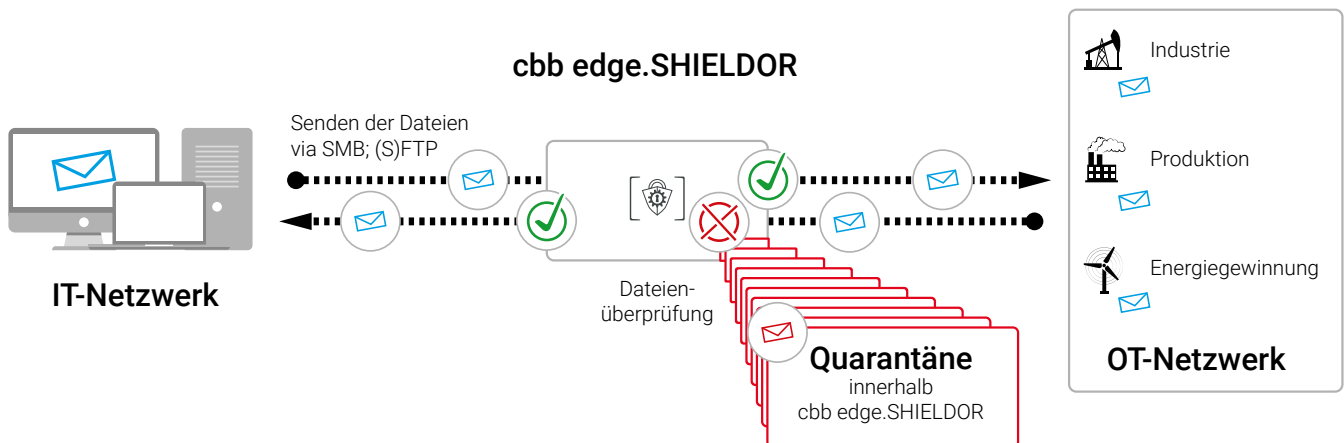 cbb edge.SHIELDOR
Senden der Dateien
via SMB; (S)FTP
IT-Netzwerk
Dateien-
überprüfung
Quarantäne
innerhalb
cbb edge.SHIELDOR
Industrie
Produktion
Energiegewinnung
OT-Netzwerk